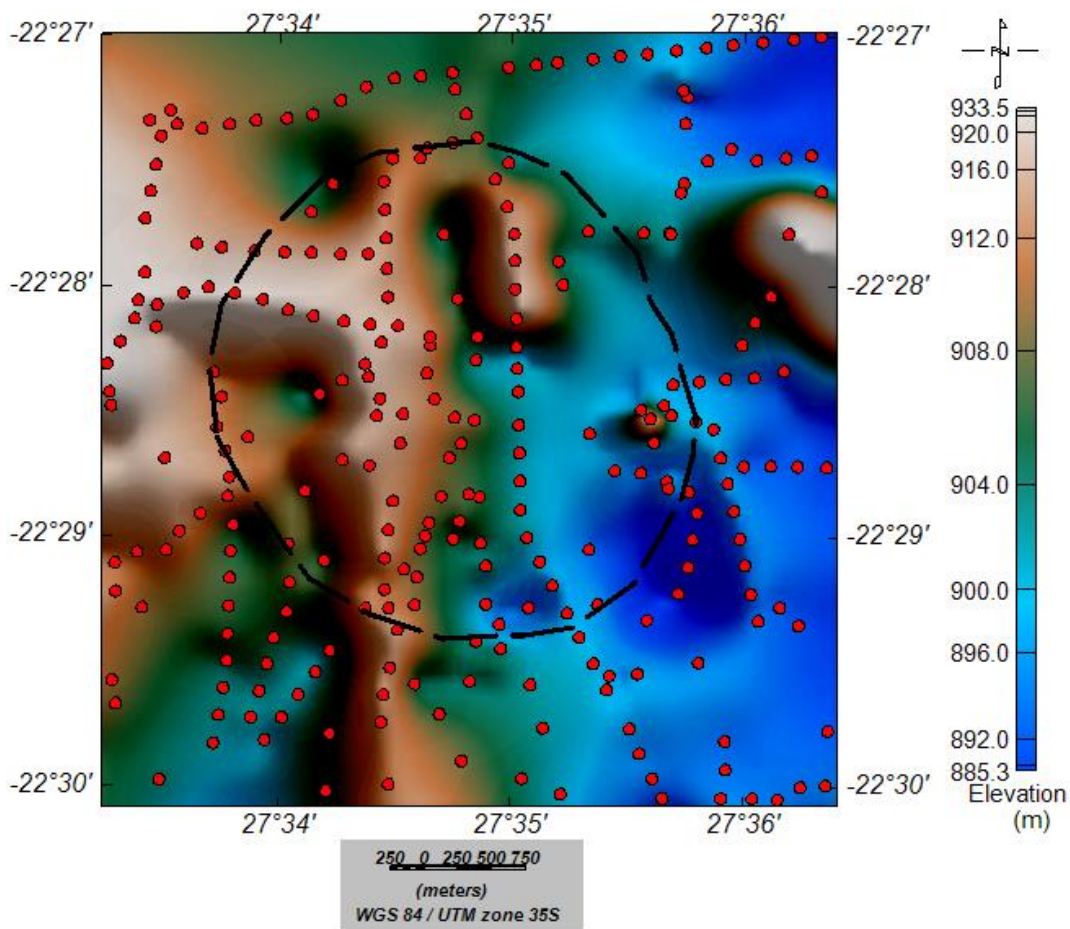 27°34′ 27°35′ 27°36′
-22°27′ -22°27′
-22°28′ -22°28′
-22°29′ -22°29′
-22°30′ -22°30′
27°34′ 27°35′ 27°36′
933.5
920.0
916.0
912.0
908.0
904.0
900.0
896.0
892.0
885.3
Elevation
(m)
250 0 250 500 750
(meters)
WGS 84 / UTM zone 35S